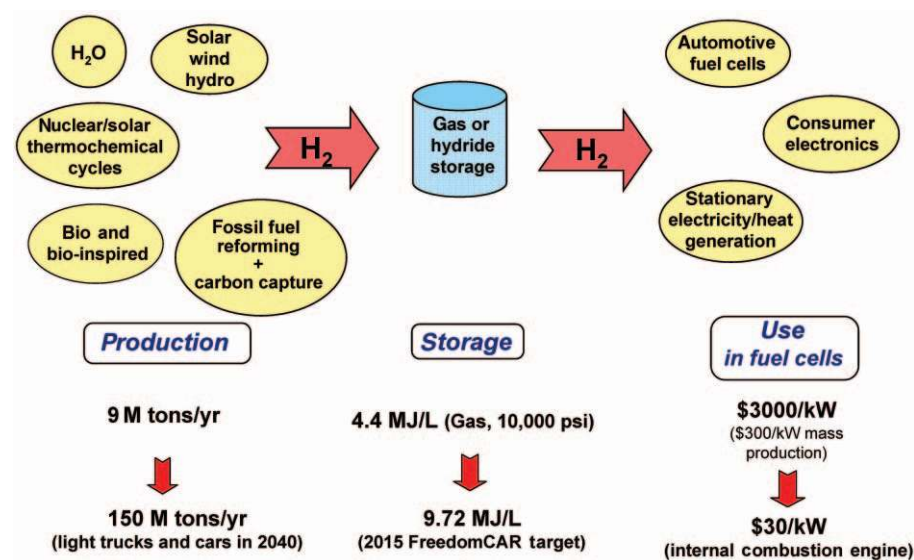 H₂O
Solar
wind
hydro
Nuclear/solar
thermochemical
cycles
Bio and
bio-inspired
Fossil fuel
reforming
+
carbon capture
H₂
Gas or
hydride
storage
H₂
Automotive
fuel cells
Consumer
electronics
Stationary
electricity/heat
generation
Production
9 M tons/yr
150 M tons/yr
(light trucks and cars in 2040)
Storage
4.4 MJ/L (Gas, 10,000 psi)
9.72 MJ/L
(2015 FreedomCAR target)
Use
in fuel cells
$3000/kW
($300/kW mass
production)
$30/kW
(internal combustion engine)